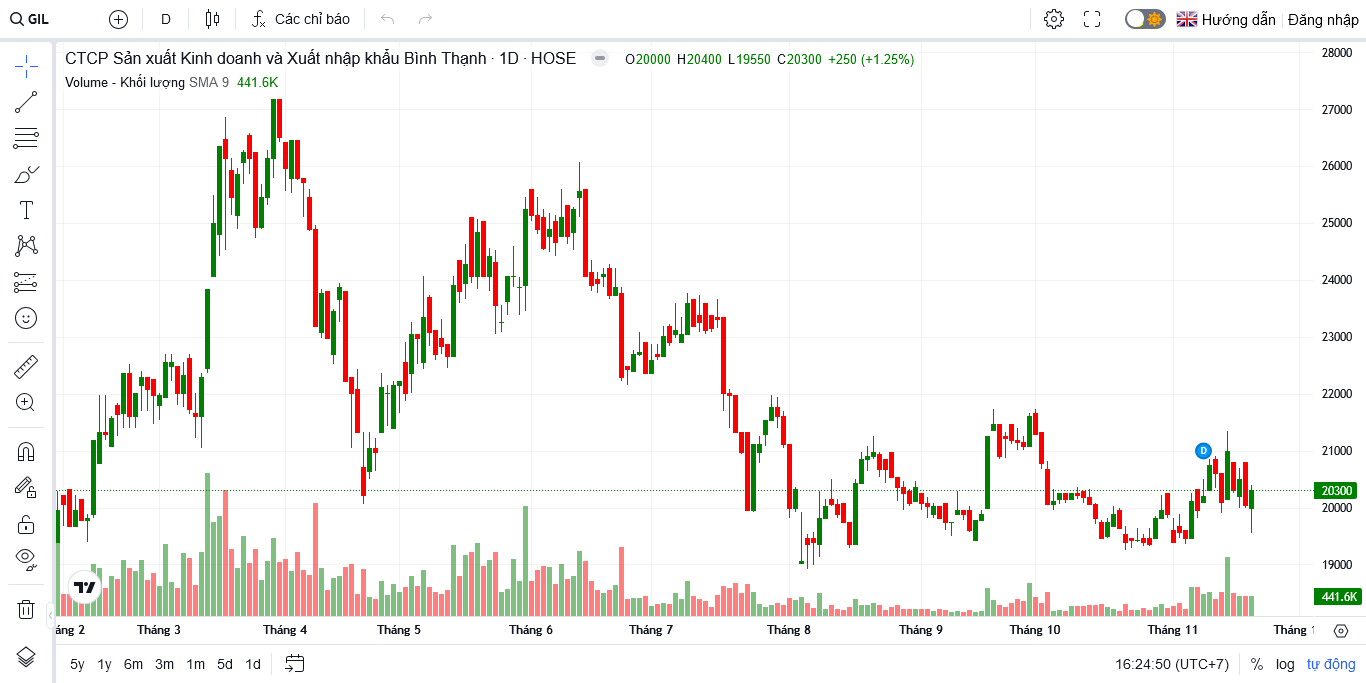 GIL D Các chỉ báo Hướng dẫn Đăng nhập
CTCP Sản xuất Kinh doanh và Xuất nhập khẩu Bình Thạnh · 1D · HOSE O20000 H20400 L19550 C20300 +250 (+1.25%)
Volume - Khối lượng SMA 9 441.6K
28000
27000
26000
25000
24000
23000
22000
21000
D
20300
20000
19000
441.6K
áng 2 Tháng 3 Tháng 4 Tháng 5 Tháng 6 Tháng 7 Tháng 8 Tháng 9 Tháng 10 Tháng 11 Tháng 1
5y 1y 6m 3m 1m 5d 1d 16:24:50 (UTC+7) % log tự động